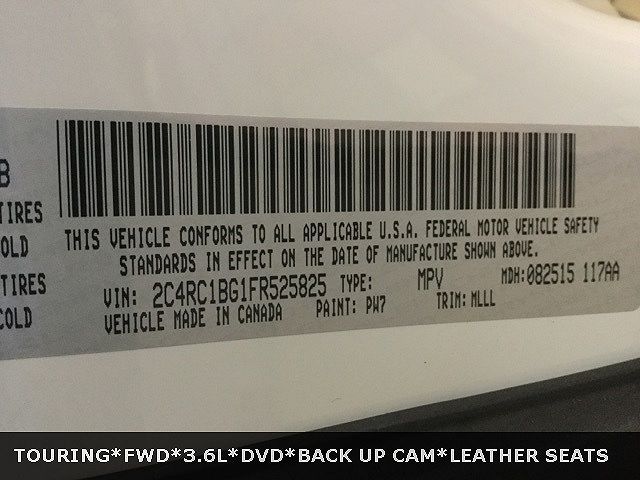 B
TIRES
OLD
TIRES
COLD
THIS VEHICLE CONFORMS TO ALL APPLICABLE U.S.A. FEDERAL MOTOR VEHICLE SAFETY
STANDARDS IN EFFECT ON THE DATE OF MANUFACTURE SHOWN ABOVE.
VIN: 2C4RC1BG1FR525825 TYPE: MPV MDH:082515 117AA
VEHICLE MADE IN CANADA PAINT: PW7 TRIM:MLLL
TOURING*FWD*3.6L*DVD*BACK UP CAM*LEATHER SEATS